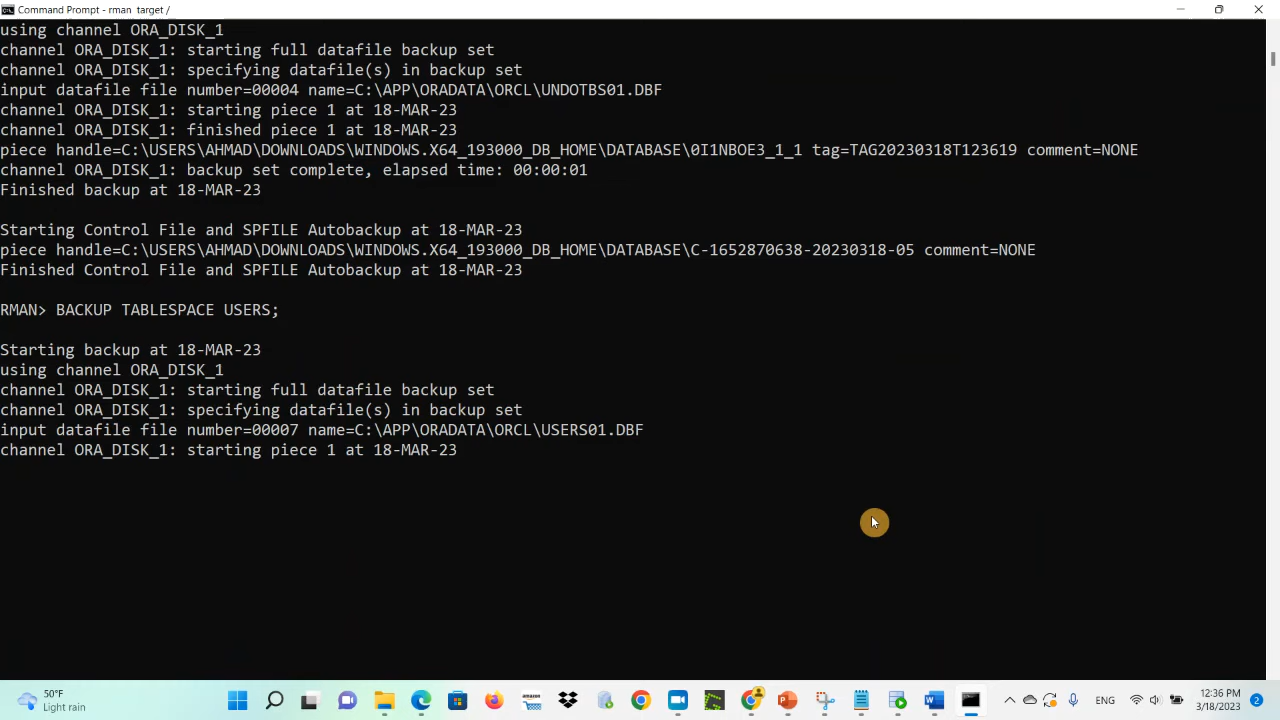 Command Prompt - rman target /
using channel ORA_DISK_1
channel ORA_DISK_1: starting full datafile backup set
channel ORA_DISK_1: specifying datafile(s) in backup set
input datafile file number=00004 name=C:\APP\ORADATA\ORCL\UNDOTBS01.DBF
channel ORA_DISK_1: starting piece 1 at 18-MAR-23
channel ORA_DISK_1: finished piece 1 at 18-MAR-23
piece handle=C:\USERS\AHMAD\DOWNLOADS\WINDOWS.X64_193000_DB_HOME\DATABASE\0I1NBOE3_1_1 tag=TAG20230318T123619 comment=NONE
channel ORA_DISK_1: backup set complete, elapsed time: 00:00:01
Finished backup at 18-MAR-23
Starting Control File and SPFILE Autobackup at 18-MAR-23
piece handle=C:\USERS\AHMAD\DOWNLOADS\WINDOWS.X64_193000_DB_HOME\DATABASE\C-1652870638-20230318-05 comment=NONE
Finished Control File and SPFILE Autobackup at 18-MAR-23
RMAN> BACKUP TABLESPACE USERS;
Starting backup at 18-MAR-23
using channel ORA_DISK_1
channel ORA_DISK_1: starting full datafile backup set
channel ORA_DISK_1: specifying datafile(s) in backup set
input datafile file number=00007 name=C:\APP\ORADATA\ORCL\USERS01.DBF
channel ORA_DISK_1: starting piece 1 at 18-MAR-23
50°F
Light rain
amazon
ENG
12:36 PM
3/18/2023
2